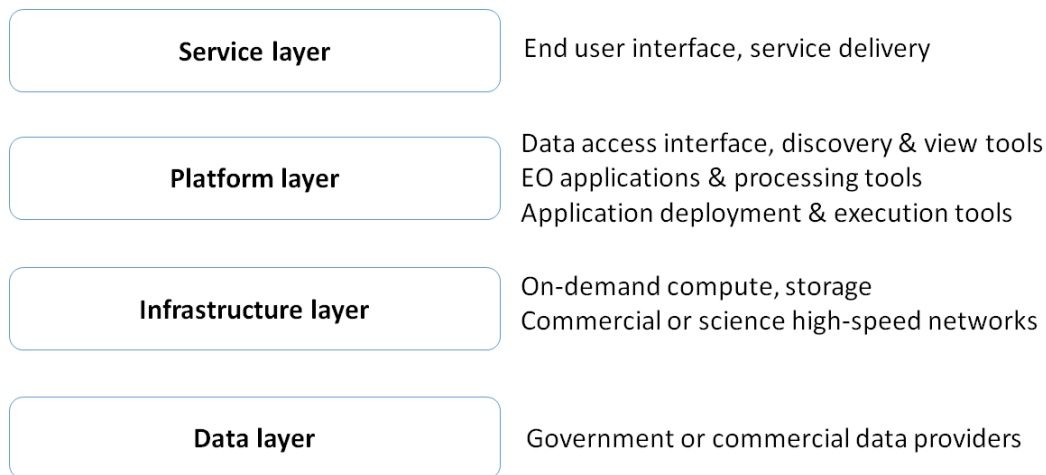 Service layer
End user interface, service delivery
Platform layer
Data access interface, discovery & view tools
EO applications & processing tools
Application deployment & execution tools
Infrastructure layer
On-demand compute, storage
Commercial or science high-speed networks
Data layer
Government or commercial data providers